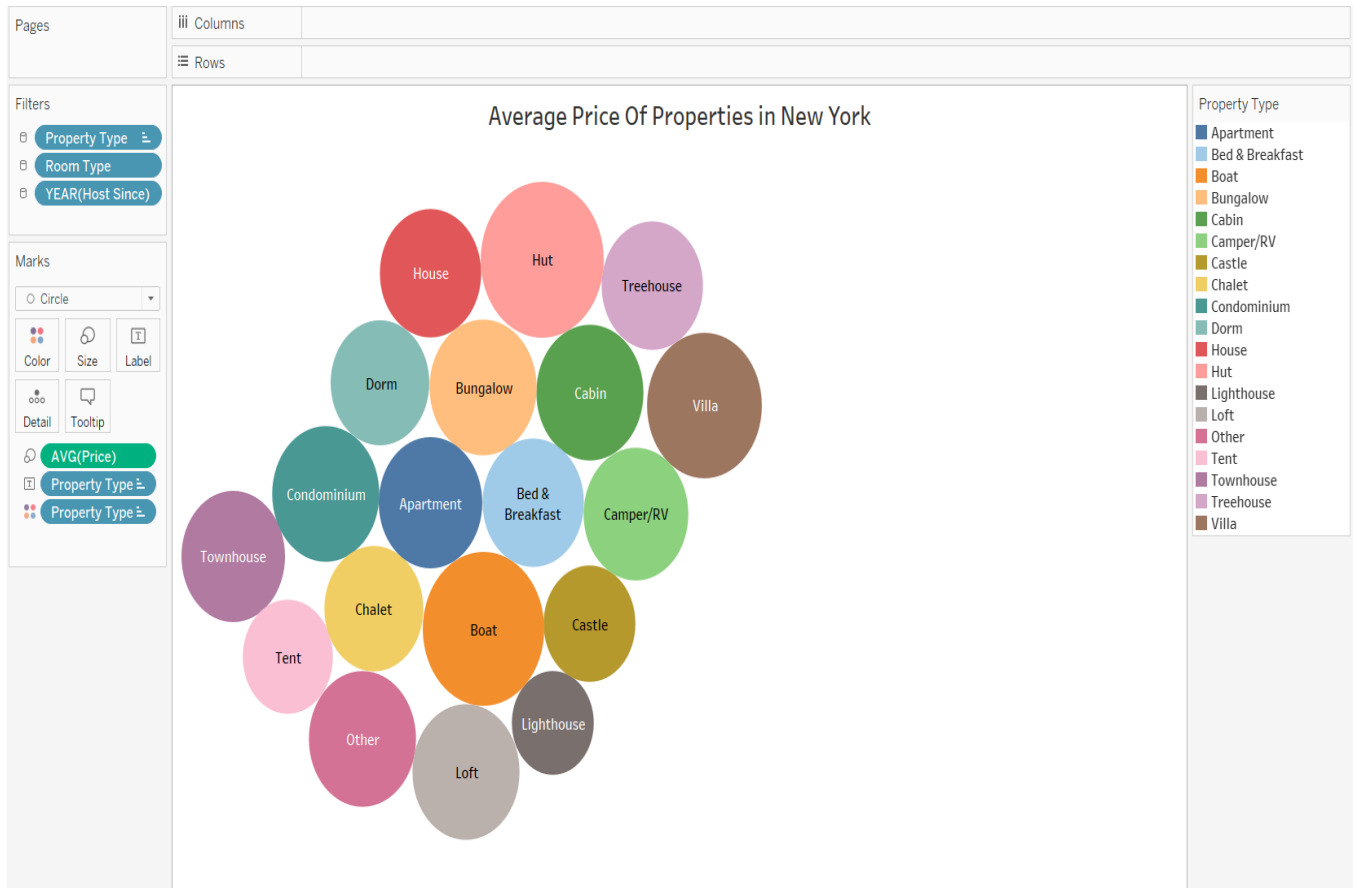 Pages
Columns
Rows
Filters
Property Type
Room Type
YEAR(Host Since)
Marks
Circle
Color
Size
Label
Detail
Tooltip
AVG(Price)
Property Type
Property Type
Average Price Of Properties in New York
House
Hut
Treehouse
Dorm
Bungalow
Cabin
Villa
Condominium
Apartment
Bed &
Breakfast
Camper/RV
Townhouse
Chalet
Boat
Castle
Tent
Other
Loft
Lighthouse
Property Type
Apartment
Bed & Breakfast
Boat
Bungalow
Cabin
Camper/RV
Castle
Chalet
Condominium
Dorm
House
Hut
Lighthouse
Loft
Other
Tent
Townhouse
Treehouse
Villa